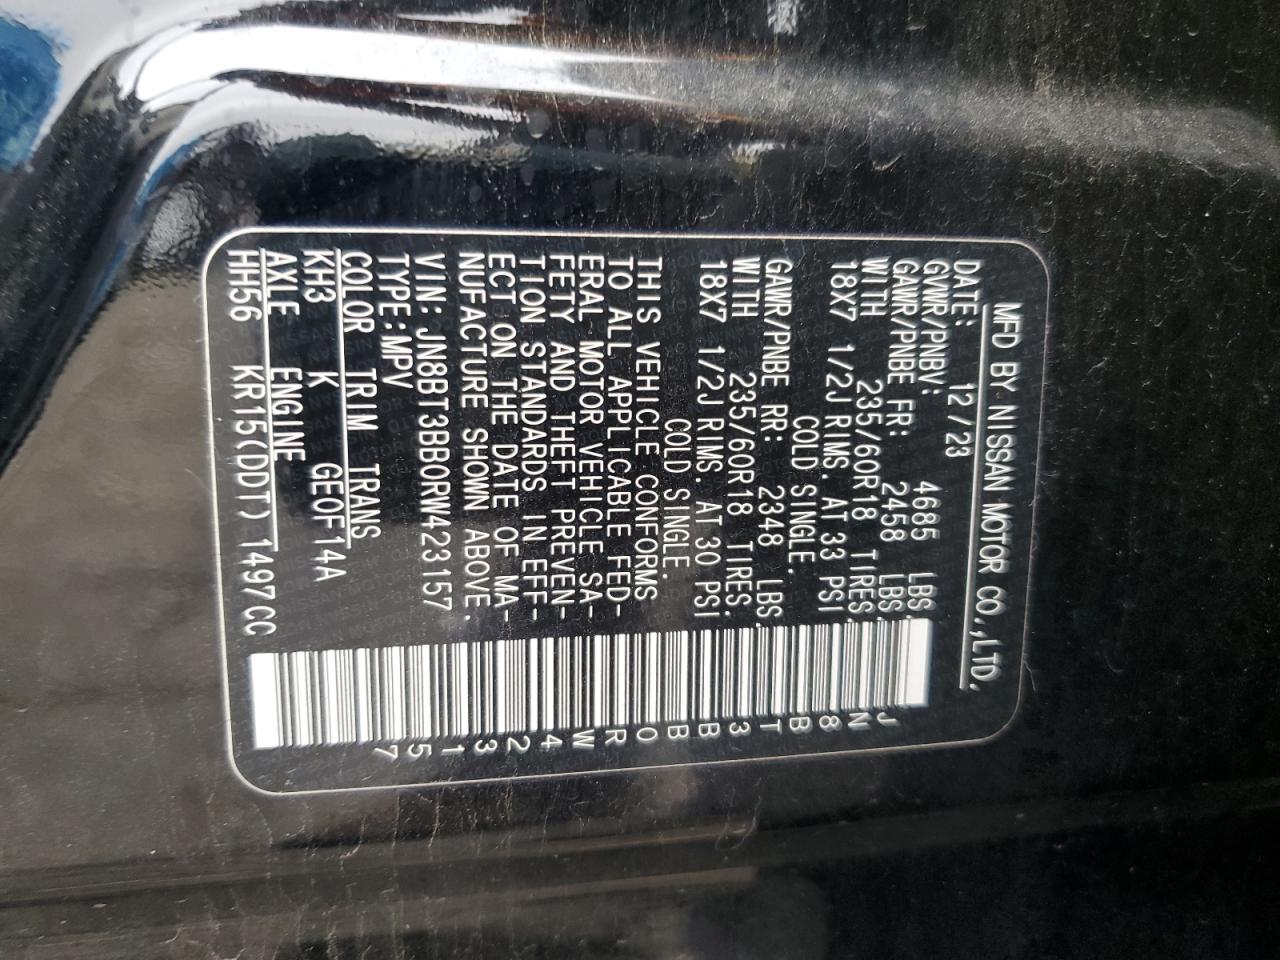 MFD BY NISSAN MOTOR CO.,LTD.
DATE: 12/23
GVWR/PNBV: 4685 LBS.
GAWR/PNBE FR: 2458 LBS.
WITH 235/60R18 TIRES.
18X7 1/2J RIMS. AT 33 PSI
COLD SINGLE.
GAWR/PNBE RR: 2348 LBS.
WITH 235/60R18 TIRES.
18X7 1/2J RIMS. AT 30 PSI
COLD SINGLE.
THIS VEHICLE CONFORMS
TO ALL APPLICABLE FED-
ERAL MOTOR VEHICLE SA-
FETY AND THEFT PREVEN-
TION STANDARDS IN EFF-
ECT ON THE DATE OF MA-
NUFACTURE SHOWN ABOVE.
VIN: JN8BT3BB0RW423157
TYPE:MPV
COLOR TRIM TRANS
KH3 K GE0F14A
AXLE ENGINE
HH56 KR15(DDT)1497CC
JN8BT3BB0RW423157